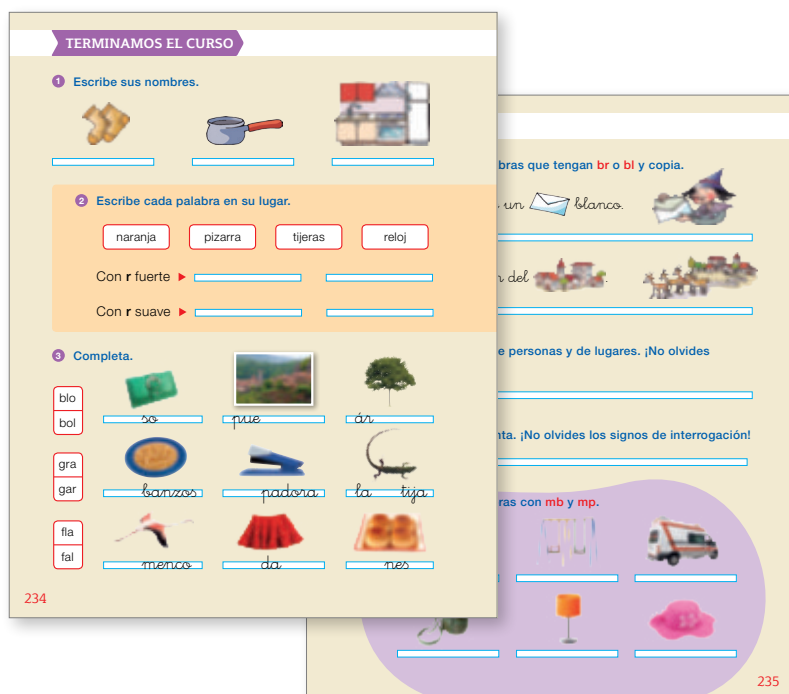 TERMINAMOS EL CURSO
1 Escribe sus nombres.
2 Escribe cada palabra en su lugar.
naranja pizarra tijeras reloj
Con r fuerte
Con r suave
3 Completa.
blo
bol
so pue ár
gra
gar
banzos padora la tija
fla
fal
menco da nes
234
bras que tengan br o bl y copia.
un blanco.
n del .
e personas y de lugares. ¡No olvides
nta. ¡No olvides los signos de interrogación!
ras con mb y mp.
235